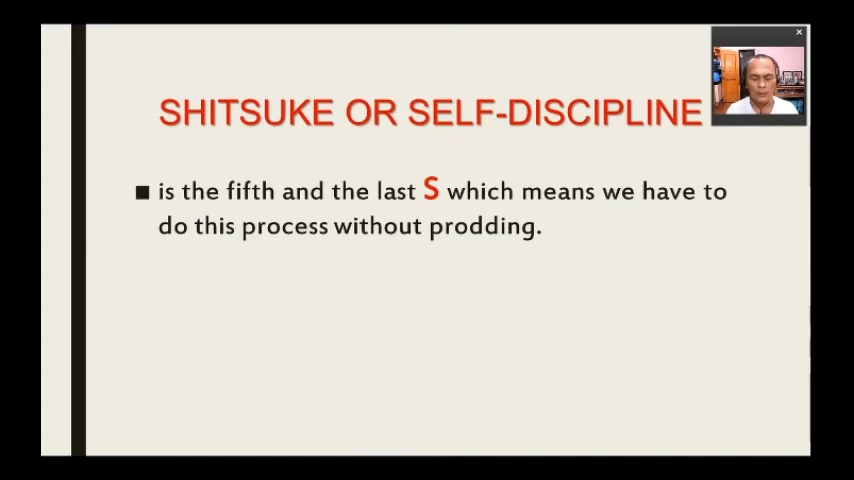 SHITSUKE OR SELF-DISCIPLINE
is the fifth and the last S which means we have to
do this process without prodding.